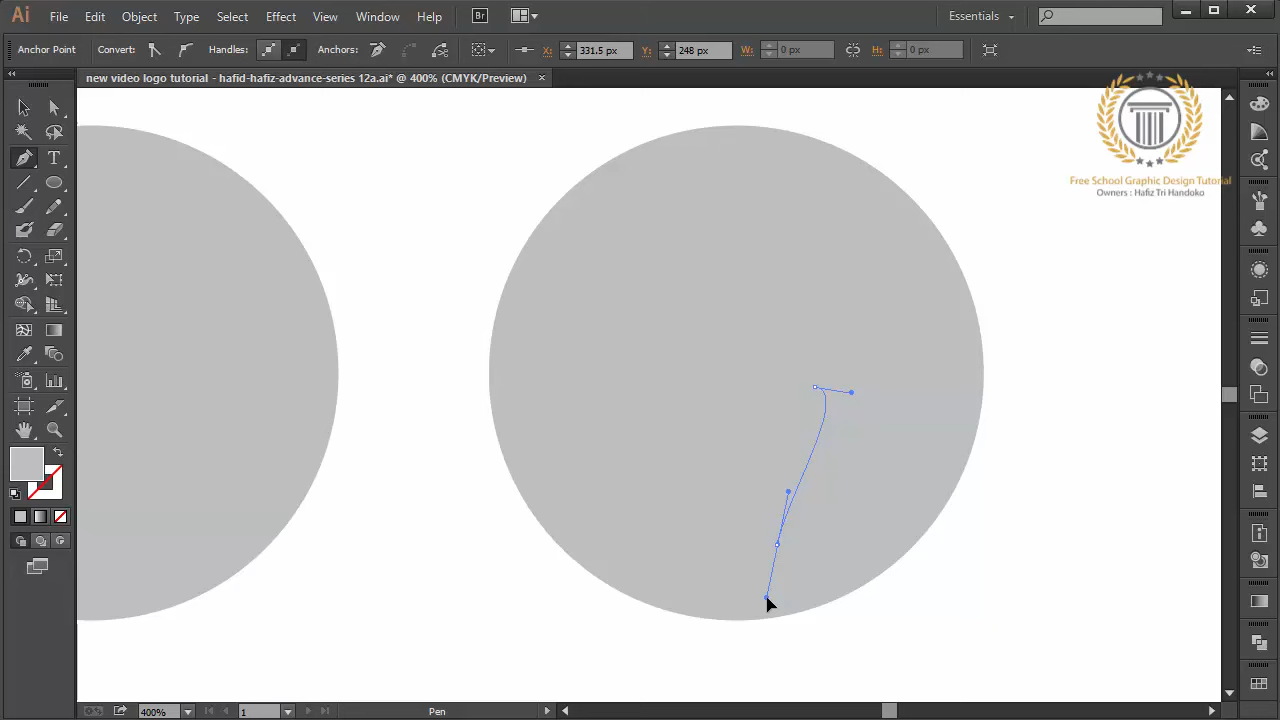 Ai File Edit Object Type Select Effect View Window Help Br Essentials
Anchor Point Convert: Handles: Anchors: X: 331.5 px Y: 248 px W: 0 px H: 0 px
new video logo tutorial - hafid-hafiz-advance-series 12a.ai* @ 400% (CMYK/Preview)
Free School Graphic Design Tutorial
Owners : Hafiz Tri Handoko
400% 1 Pen